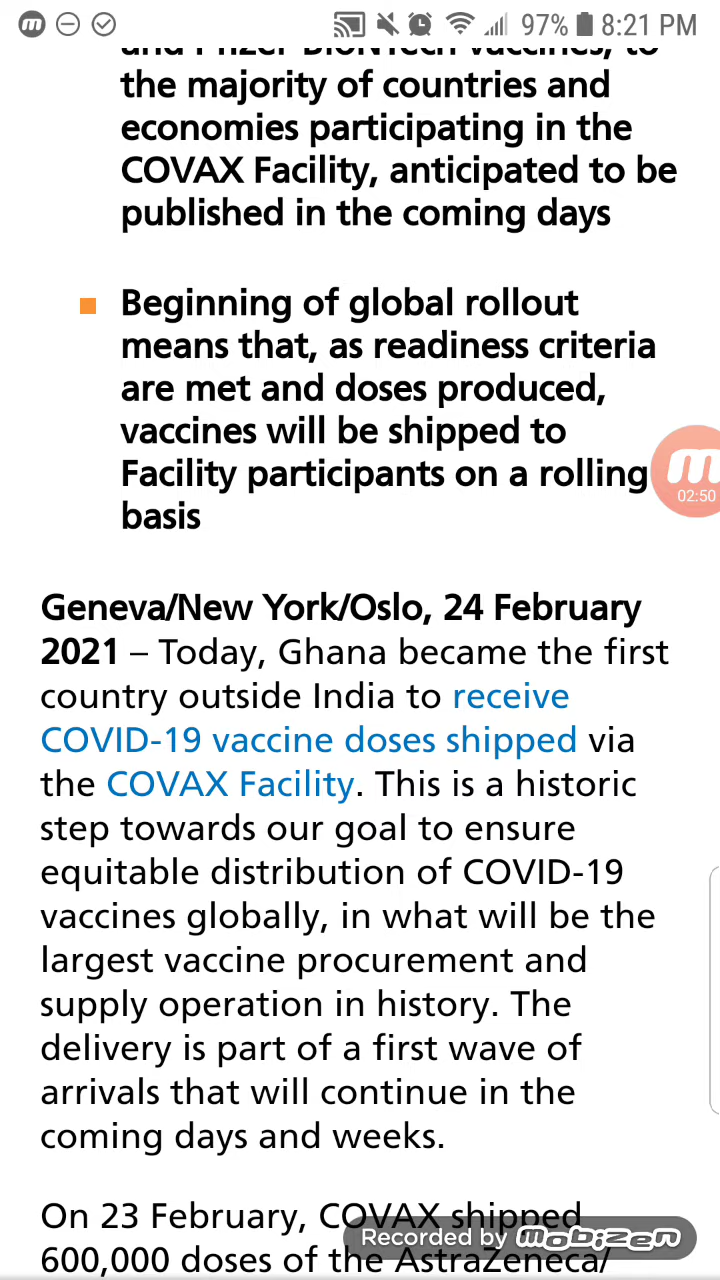 m 97% 8:21 PM
and Pfizer BioNTech vaccines, to
the majority of countries and
economies participating in the
COVAX Facility, anticipated to be
published in the coming days
Beginning of global rollout
means that, as readiness criteria
are met and doses produced,
vaccines will be shipped to
Facility participants on a rolling
basis
m
02:50
Geneva/New York/Oslo, 24 February
2021 – Today, Ghana became the first
country outside India to receive
COVID-19 vaccine doses shipped via
the COVAX Facility. This is a historic
step towards our goal to ensure
equitable distribution of COVID-19
vaccines globally, in what will be the
largest vaccine procurement and
supply operation in history. The
delivery is part of a first wave of
arrivals that will continue in the
coming days and weeks.
On 23 February, COVAX shipped
600,000 doses of the AstraZeneca/
Recorded by mobizen